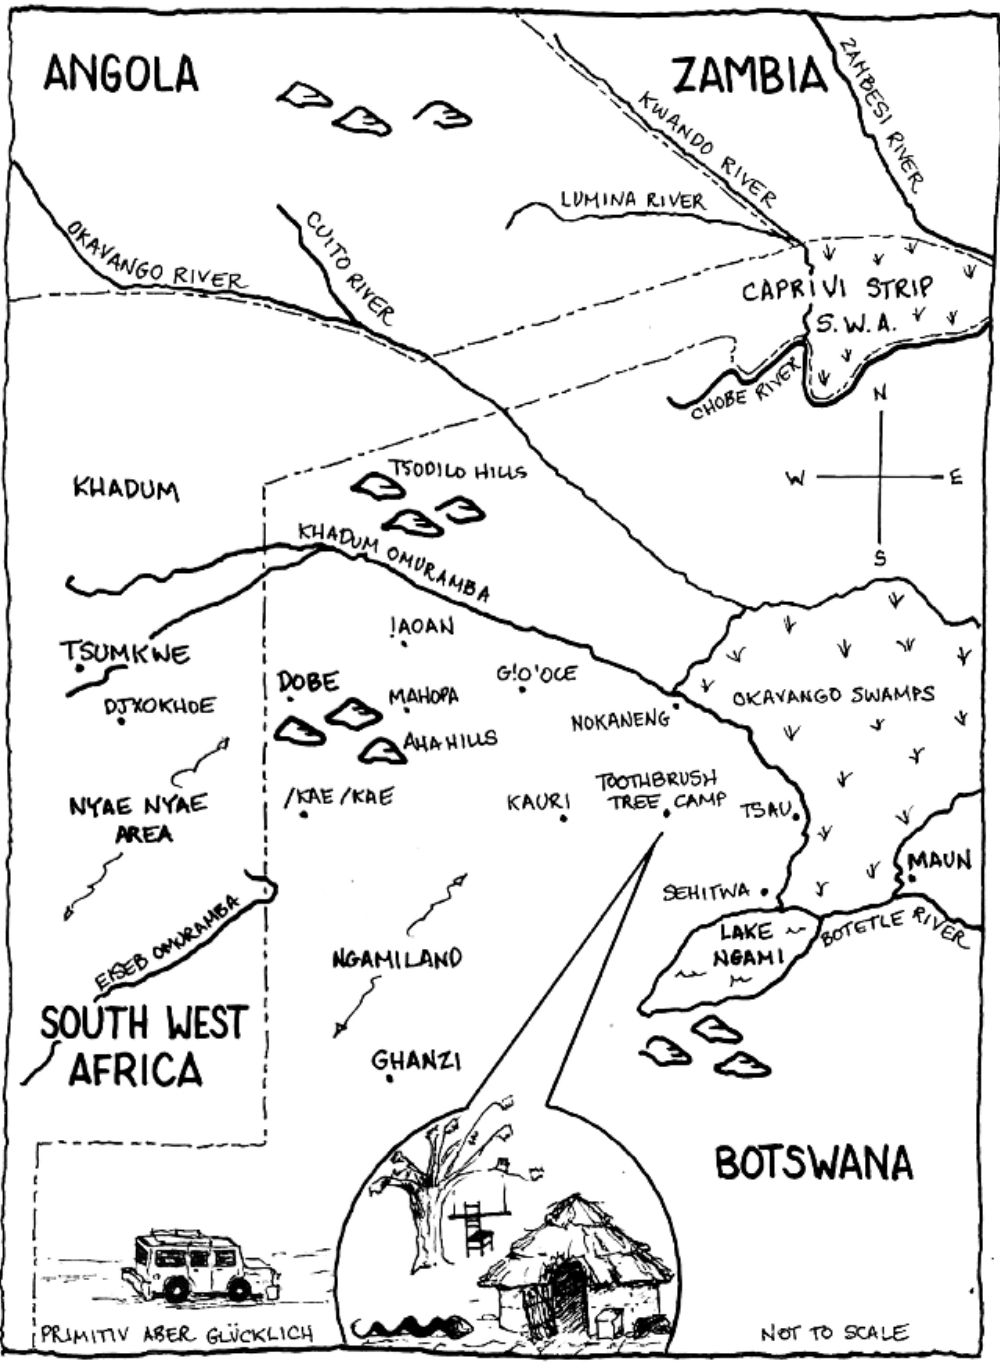 ANGOLA
ZAMBIA
ZAMBESI RIVER
KWANDO RIVER
LUMINA RIVER
OKAVANGO RIVER
CUITO RIVER
CAPRIVI STRIP
S.W.A.
CHOBE RIVER
N
W
E
S
TSODILO HILLS
KHADUM
KHADUM OMURAMBA
!AOAN
TSUMKWE
DOBE
G!O'OCE
MAHOPA
OKAVANGO SWAMPS
DJXOKHOE
NOKANENG
AHA HILLS
NYAE NYAE
AREA
/KAE /KAE
KAURI
TOOTHBRUSH
TREE CAMP
TSAU
MAUN
SEHITWA
EISEB OMURAMBA
LAKE
NGAMI
BOTETLE RIVER
NGAMILAND
SOUTH WEST
AFRICA
GHANZI
BOTSWANA
PRIMITIV ABER GLÜCKLICH
NOT TO SCALE